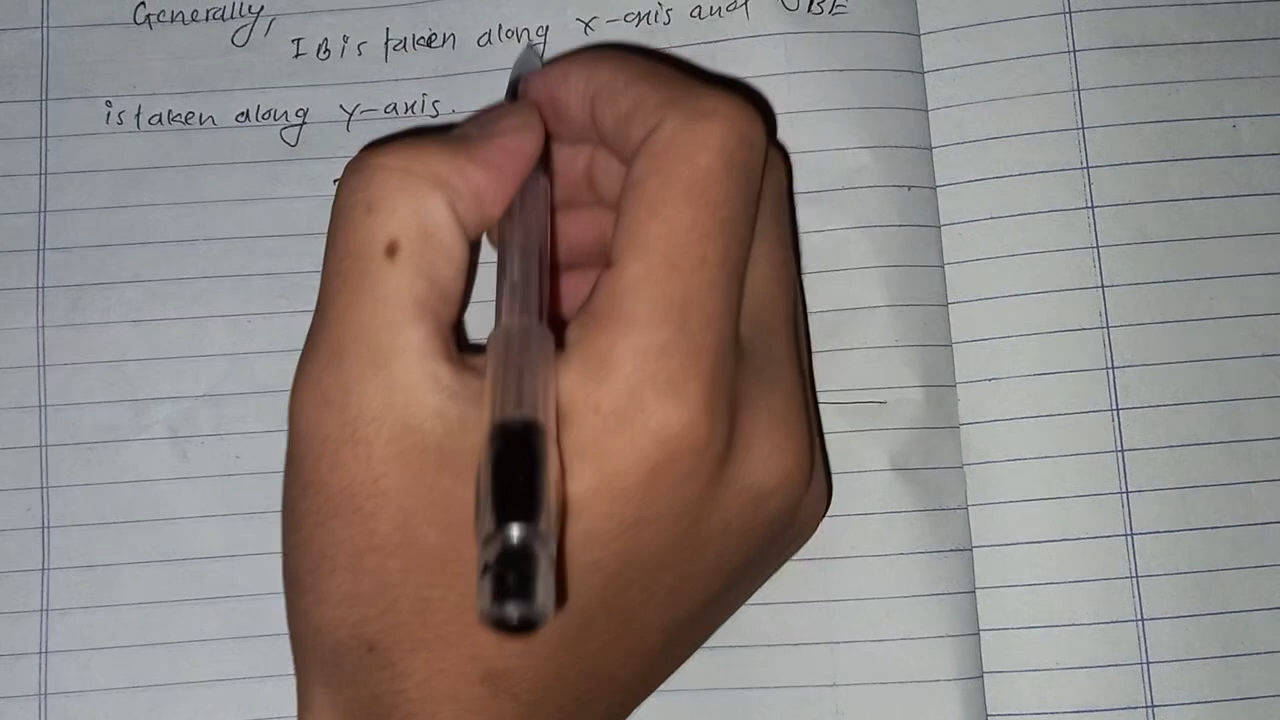 Generally,
IB is taken along x-axis and VBE
is taken along Y-axis.